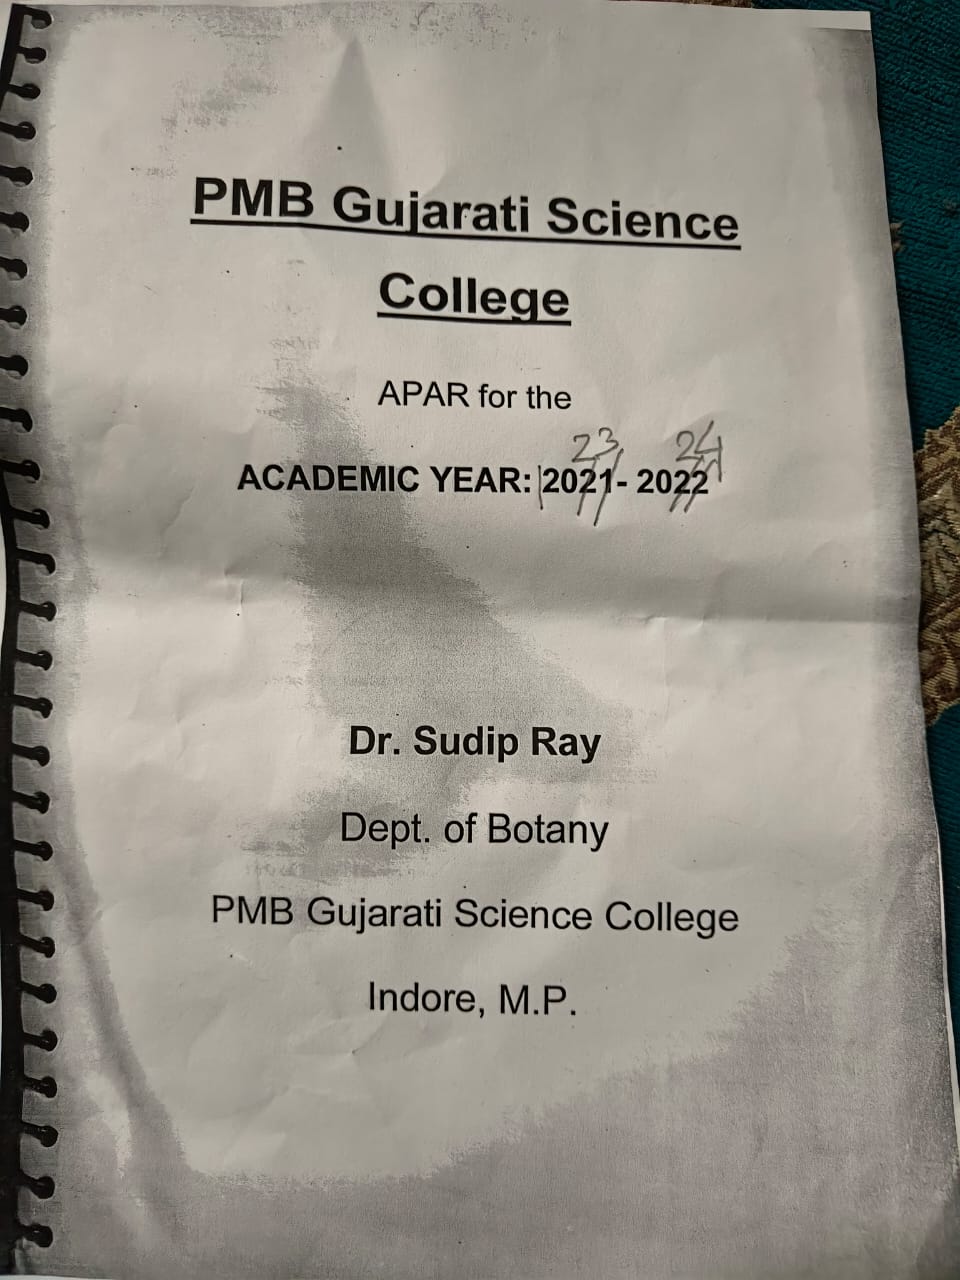 PMB Gujarati Science
College
APAR for the
23 24
ACADEMIC YEAR: 2021- 2022
Dr. Sudip Ray
Dept. of Botany
PMB Gujarati Science College
Indore, M.P.